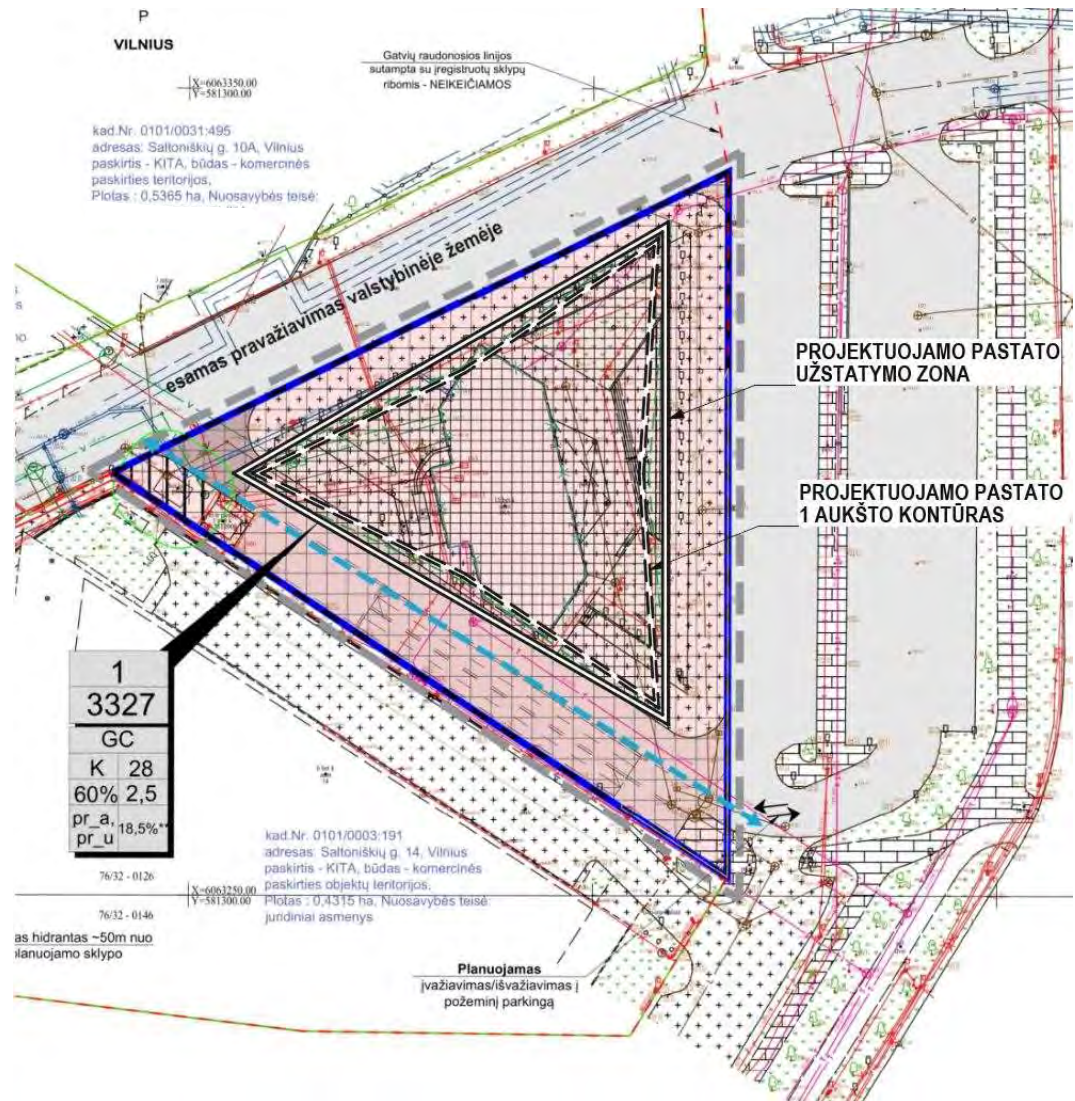 P
VILNIUS
Gatvių raudonosios linijos
sutampta su įregistruotų sklypų
ribomis - NEIKEIČIAMOS
X=6063350.00
Y=581300.00
kad.Nr. 0101/0031:495
adresas: Saltoniškių g. 10A, Vilnius
paskirtis - KITA, būdas - komercinės
paskirties teritorijos,
Plotas : 0,5365 ha, Nuosavybės teisė:
esamas pravažiavimas valstybinėje žemėje
PROJEKTUOJAMO PASTATO
UŽSTATYMO ZONA
PROJEKTUOJAMO PASTATO
1 AUKŠTO KONTŪRAS
1
3327
GC
K 28
60% 2,5
pr_a, pr_u 18,5%**
kad.Nr. 0101/0003:191
adresas: Saltoniškių g. 14, Vilnius
paskirtis - KITA, būdas - komercinės
paskirties objektų teritorijos,
Plotas : 0,4315 ha, Nuosavybės teisė:
juridiniai asmenys
76/32 - 0126
X=6063250.00
Y=581300.00
76/32 - 0146
as hidrantas ~50m nuo
planuojamo sklypo
Planuojamas
įvažiavimas/išvažiavimas į
požeminį parkingą